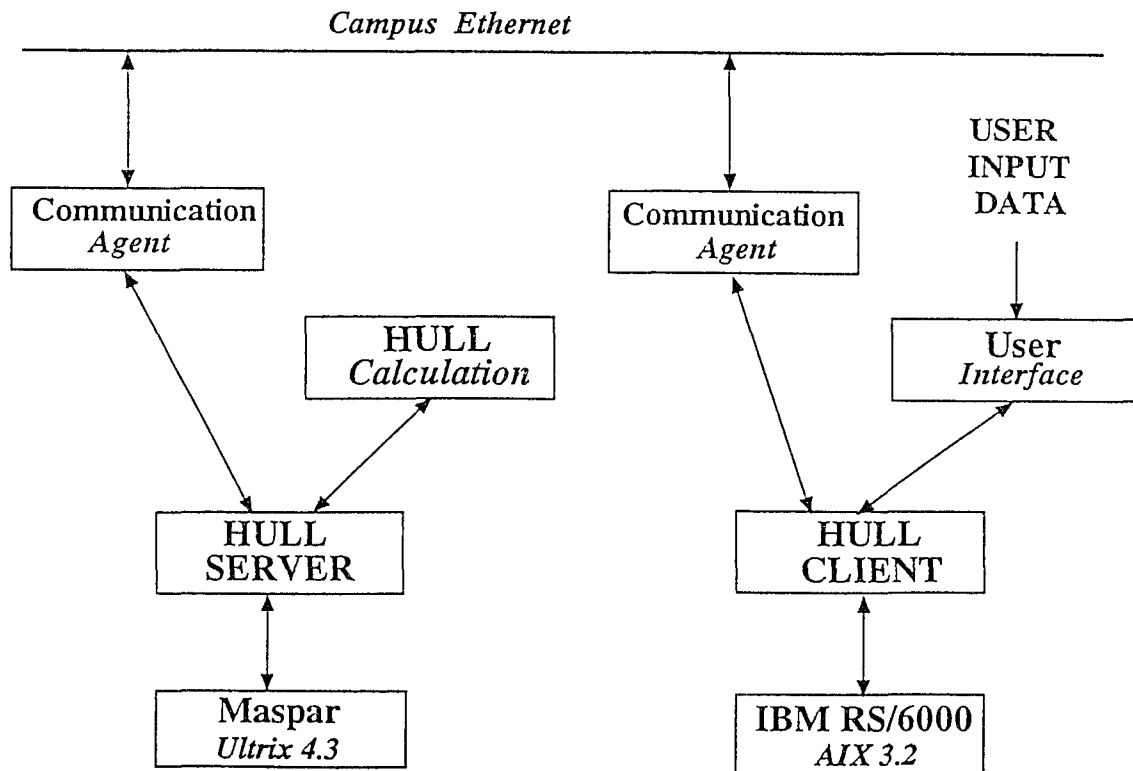 Campus Ethernet
USER
INPUT
DATA
Communication
Agent
Communication
Agent
HULL
Calculation
User
Interface
HULL
SERVER
HULL
CLIENT
Maspar
Ultrix 4.3
IBM RS/6000
AIX 3.2